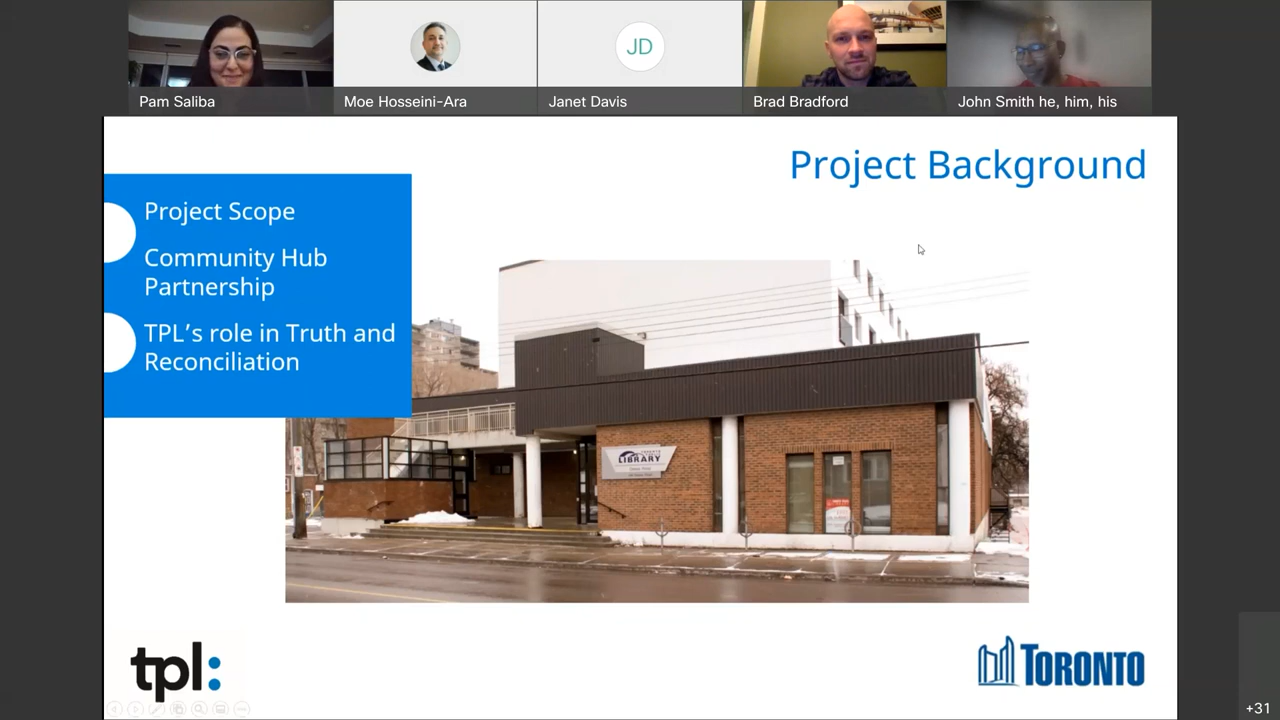 JD
Pam Saliba
Moe Hosseini-Ara
Janet Davis
Brad Bradford
John Smith he, him, his
Project Background
Project Scope
Community Hub
Partnership
TPL’s role in Truth and
Reconciliation
LIBRARY
tpl:
TORONTO
+31